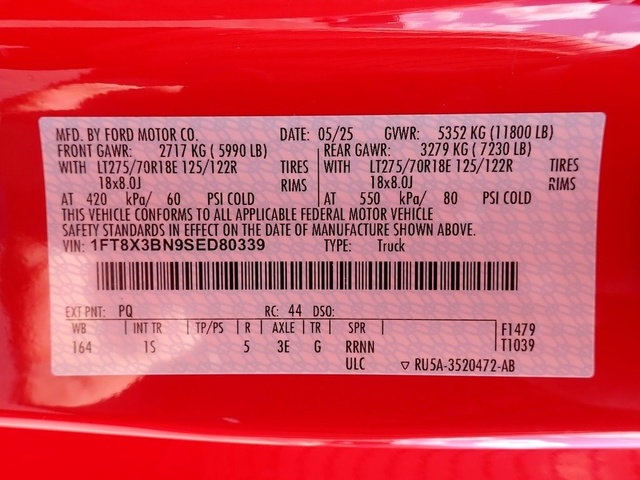 MFD. BY FORD MOTOR CO. DATE: 05/25 GVWR: 5352 KG (11800 LB)
FRONT GAWR: 2717 KG (5990 LB) REAR GAWR: 3279 KG (7230 LB)
WITH LT275/70R18E 125/122R TIRES WITH LT275/70R18E 125/122R TIRES
18x8.0J RIMS 18x8.0J RIMS
AT 420 kPa/ 60 PSI COLD AT 550 kPa/ 80 PSI COLD
THIS VEHICLE CONFORMS TO ALL APPLICABLE FEDERAL MOTOR VEHICLE
SAFETY STANDARDS IN EFFECT ON THE DATE OF MANUFACTURE SHOWN ABOVE.
VIN: 1FT8X3BN9SED80339 TYPE: Truck
EXT PNT: PQ RC: 44 DSO:
WB INT TR TP/PS R AXLE TR SPR F1479
164 1S 5 3E G RRNN T1039
ULC ▽ RU5A-3520472-AB